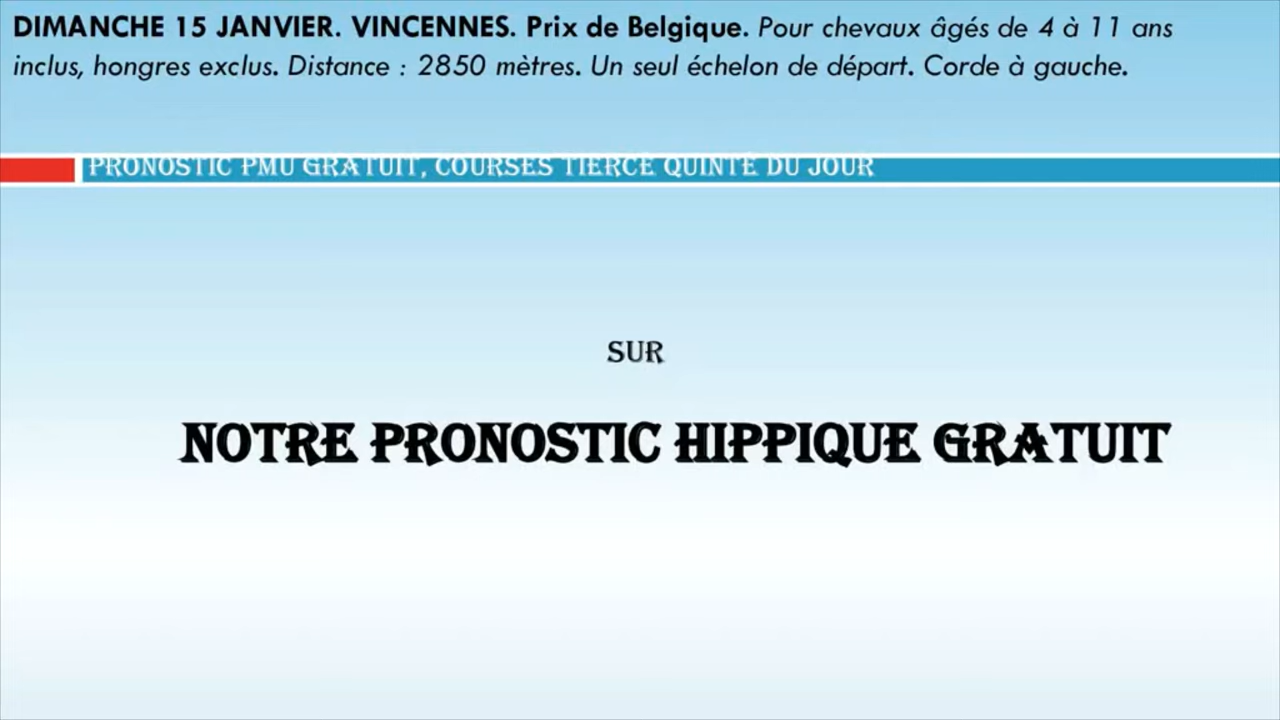 DIMANCHE 15 JANVIER. VINCENNES. Prix de Belgique. Pour chevaux âgés de 4 à 11 ans
inclus, hongres exclus. Distance : 2850 mètres. Un seul échelon de départ. Corde à gauche.
PRONOSTIC PMU GRATUIT, COURSES TIERCÉ QUINTÉ DU JOUR
SUR
NOTRE PRONOSTIC HIPPIQUE GRATUIT